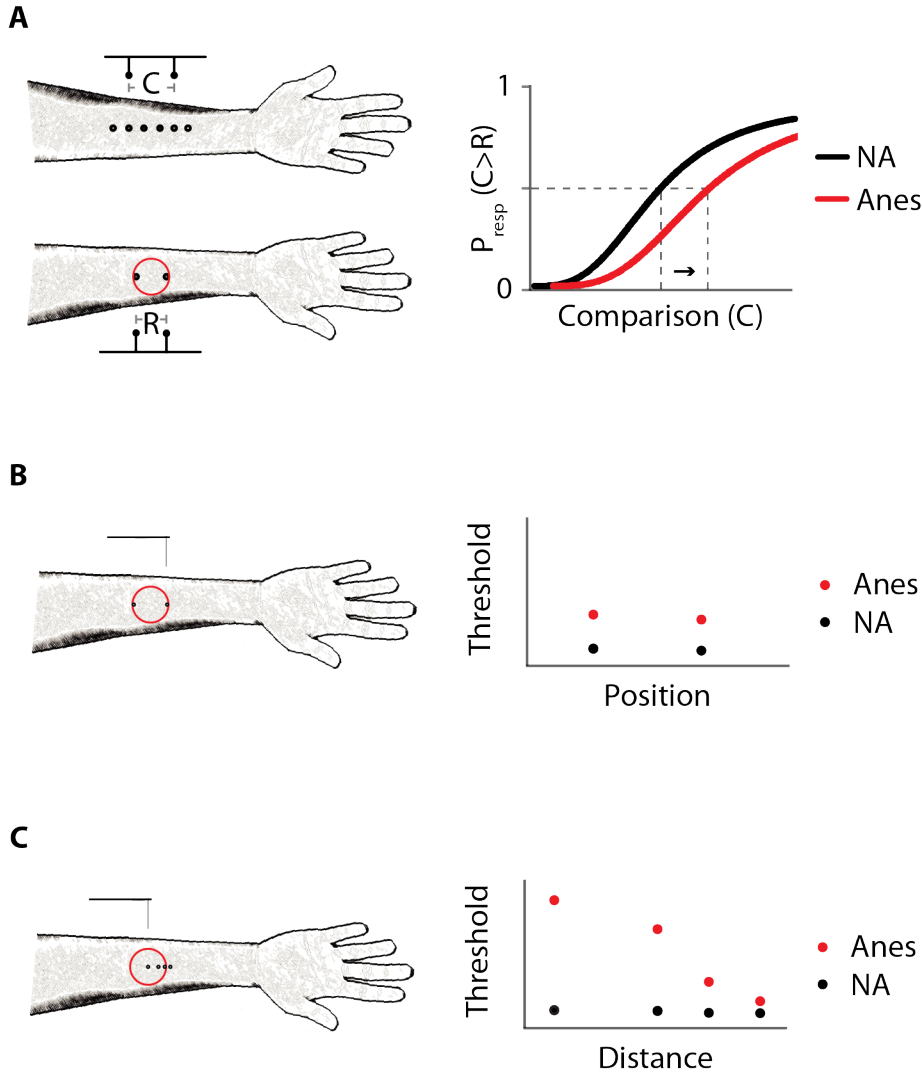 A
C
R
1
0
P resp (C>R)
Comparison (C)
NA
Anes
B
Threshold
Position
Anes
NA
C
Threshold
Distance
Anes
NA